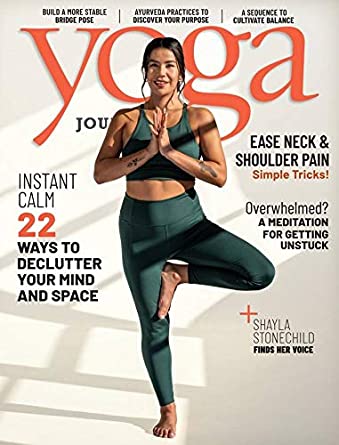 BUILD A MORE STABLE
BRIDGE POSE
AYURVEDA PRACTICES TO
DISCOVER YOUR PURPOSE
A SEQUENCE TO
CULTIVATE BALANCE
yoga
JOU
EASE NECK &
SHOULDER PAIN
Simple Tricks!
INSTANT
CALM
22
WAYS TO
DECLUTTER
YOUR MIND
AND SPACE
Overwhelmed?
A MEDITATION
FOR GETTING
UNSTUCK
+
SHAYLA
STONECHILD
FINDS HER VOICE